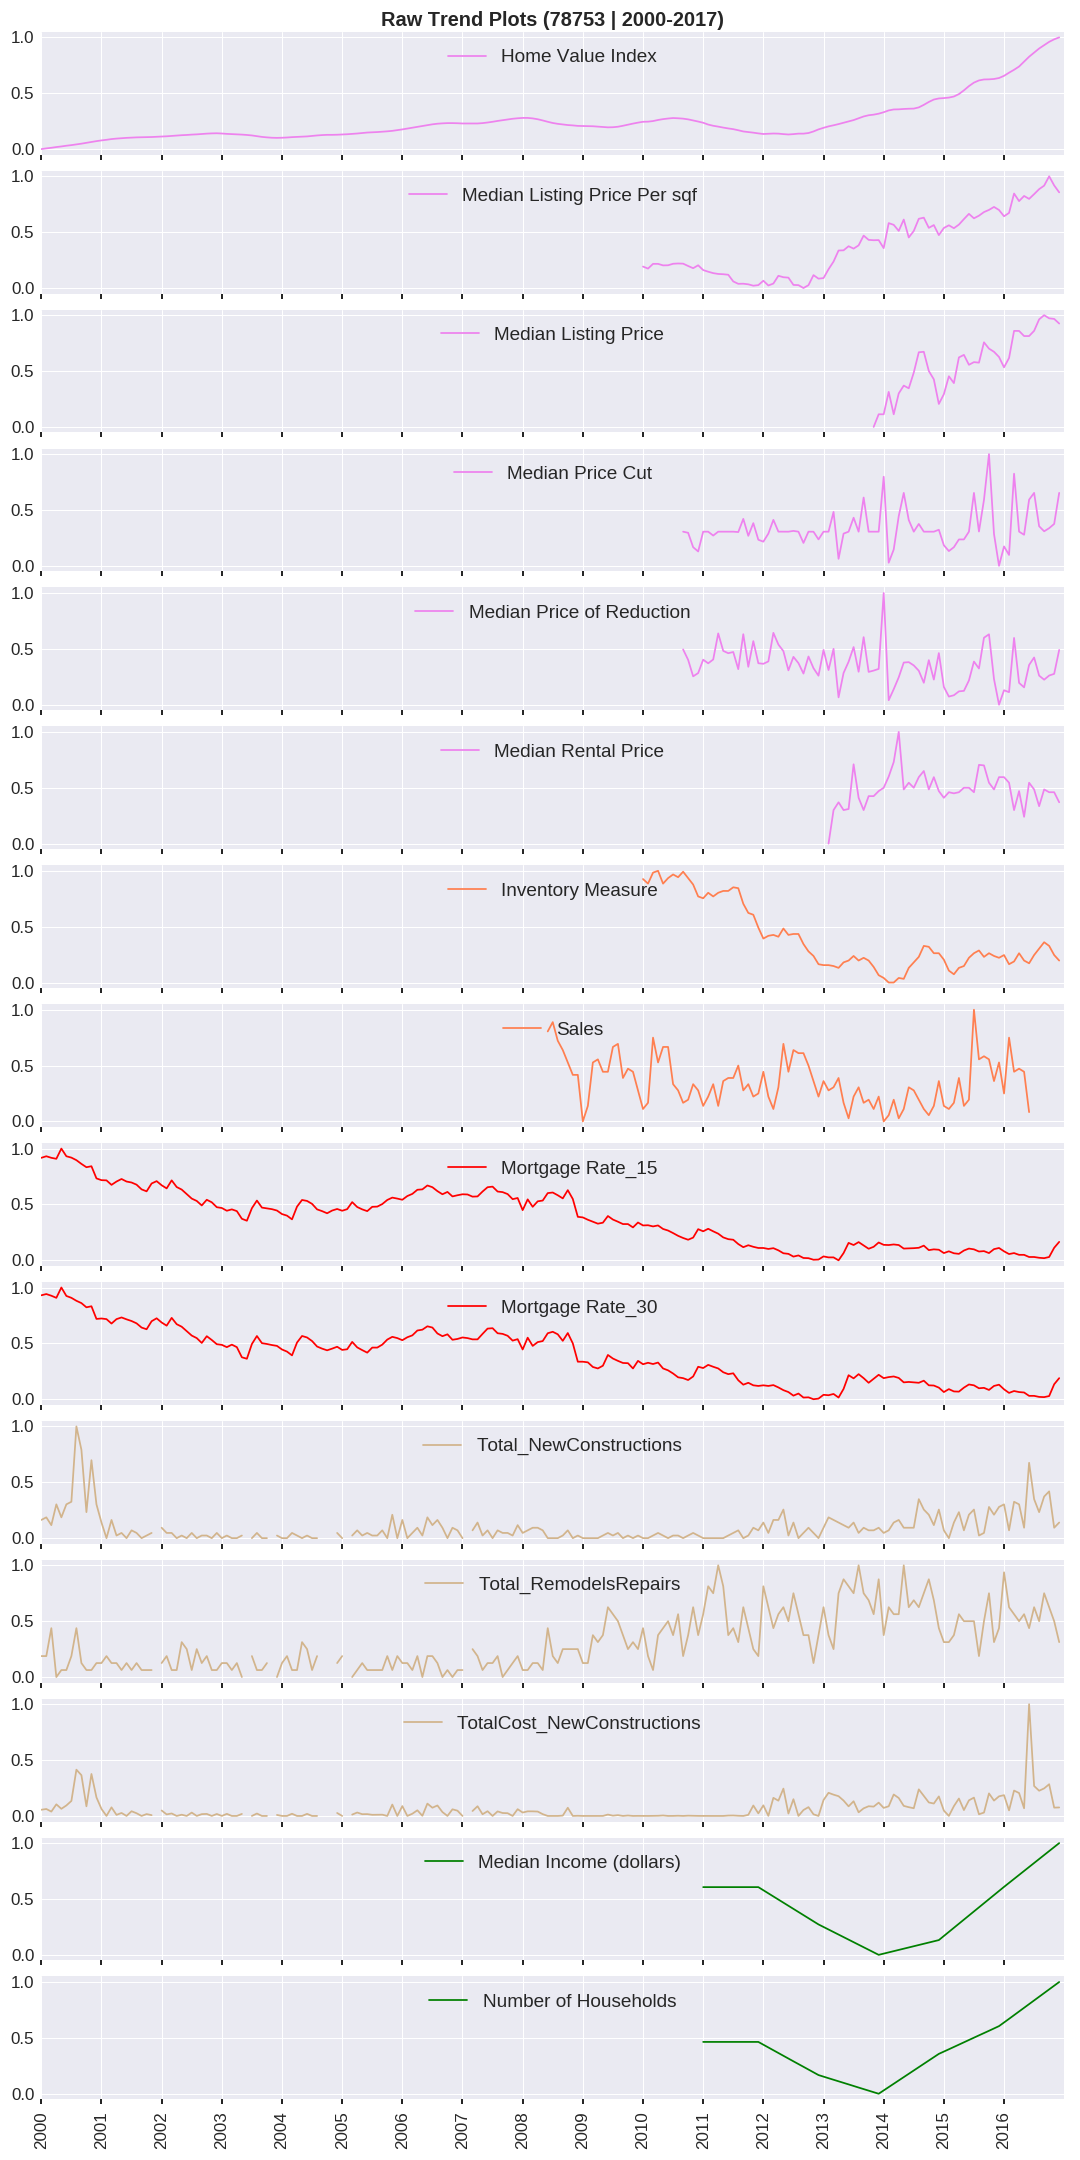 Raw Trend Plots (78753 | 2000-2017)
1.0
Home Value Index
0.5
0.0
1.0
Median Listing Price Per sqf
0.5
0.0
1.0
Median Listing Price
0.5
0.0
1.0
Median Price Cut
0.5
0.0
1.0
Median Price of Reduction
0.5
0.0
1.0
Median Rental Price
0.5
0.0
1.0
Inventory Measure
0.5
0.0
1.0
Sales
0.5
0.0
1.0
Mortgage Rate_15
0.5
0.0
1.0
Mortgage Rate_30
0.5
0.0
1.0
Total_NewConstructions
0.5
0.0
1.0
Total_RemodelsRepairs
0.5
0.0
1.0
TotalCost_NewConstructions
0.5
0.0
1.0
Median Income (dollars)
0.5
0.0
1.0
Number of Households
0.5
0.0
2000 2001 2002 2003 2004 2005 2006 2007 2008 2009 2010 2011 2012 2013 2014 2015 2016